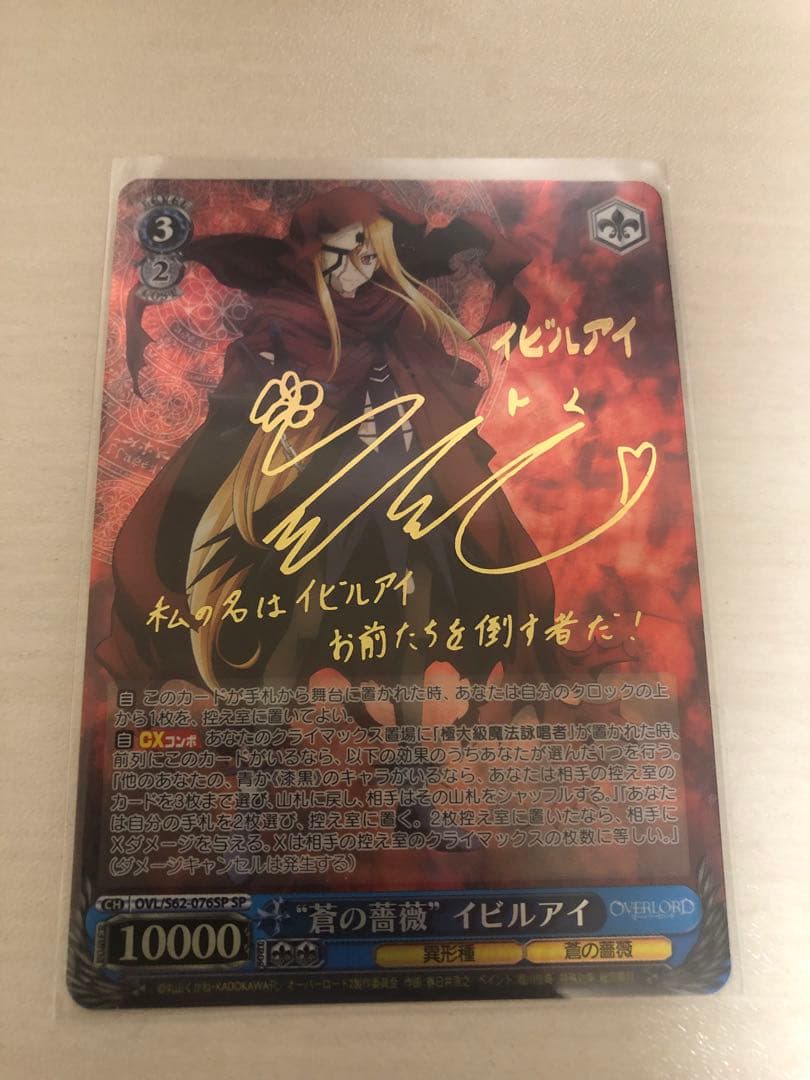 3
2
イビルアイ
私の名はイビルアイ
お前たちを倒す者だ!
自 このカードが手札から舞台に置かれた時、あなたは自分のクロックの上
から1枚を、控え室に置いてよい。
自 CXコンボ あなたのクライマックス置場に「極大級魔法詠唱者」が置かれた時、
前列にこのカードがいるなら、以下の効果のうちあなたが選んだ1つを行う。
『他のあなたの、青か《漆黒》のキャラがいるなら、あなたは相手の控え室の
カードを3枚まで選び、山札に戻し、相手はその山札をシャッフルする。』『あなた
は自分の手札を2枚選び、控え室に置く。2枚置いたなら、相手に
Xダメージを与える。Xは相手の控え室のクライマックスの枚数に等しい。』
(ダメージキャンセルは発生する)
CH OVL/S62-076SP SP
10000
“蒼の薔薇” イビルアイ
OVERLORD
異形種 蒼の薔薇